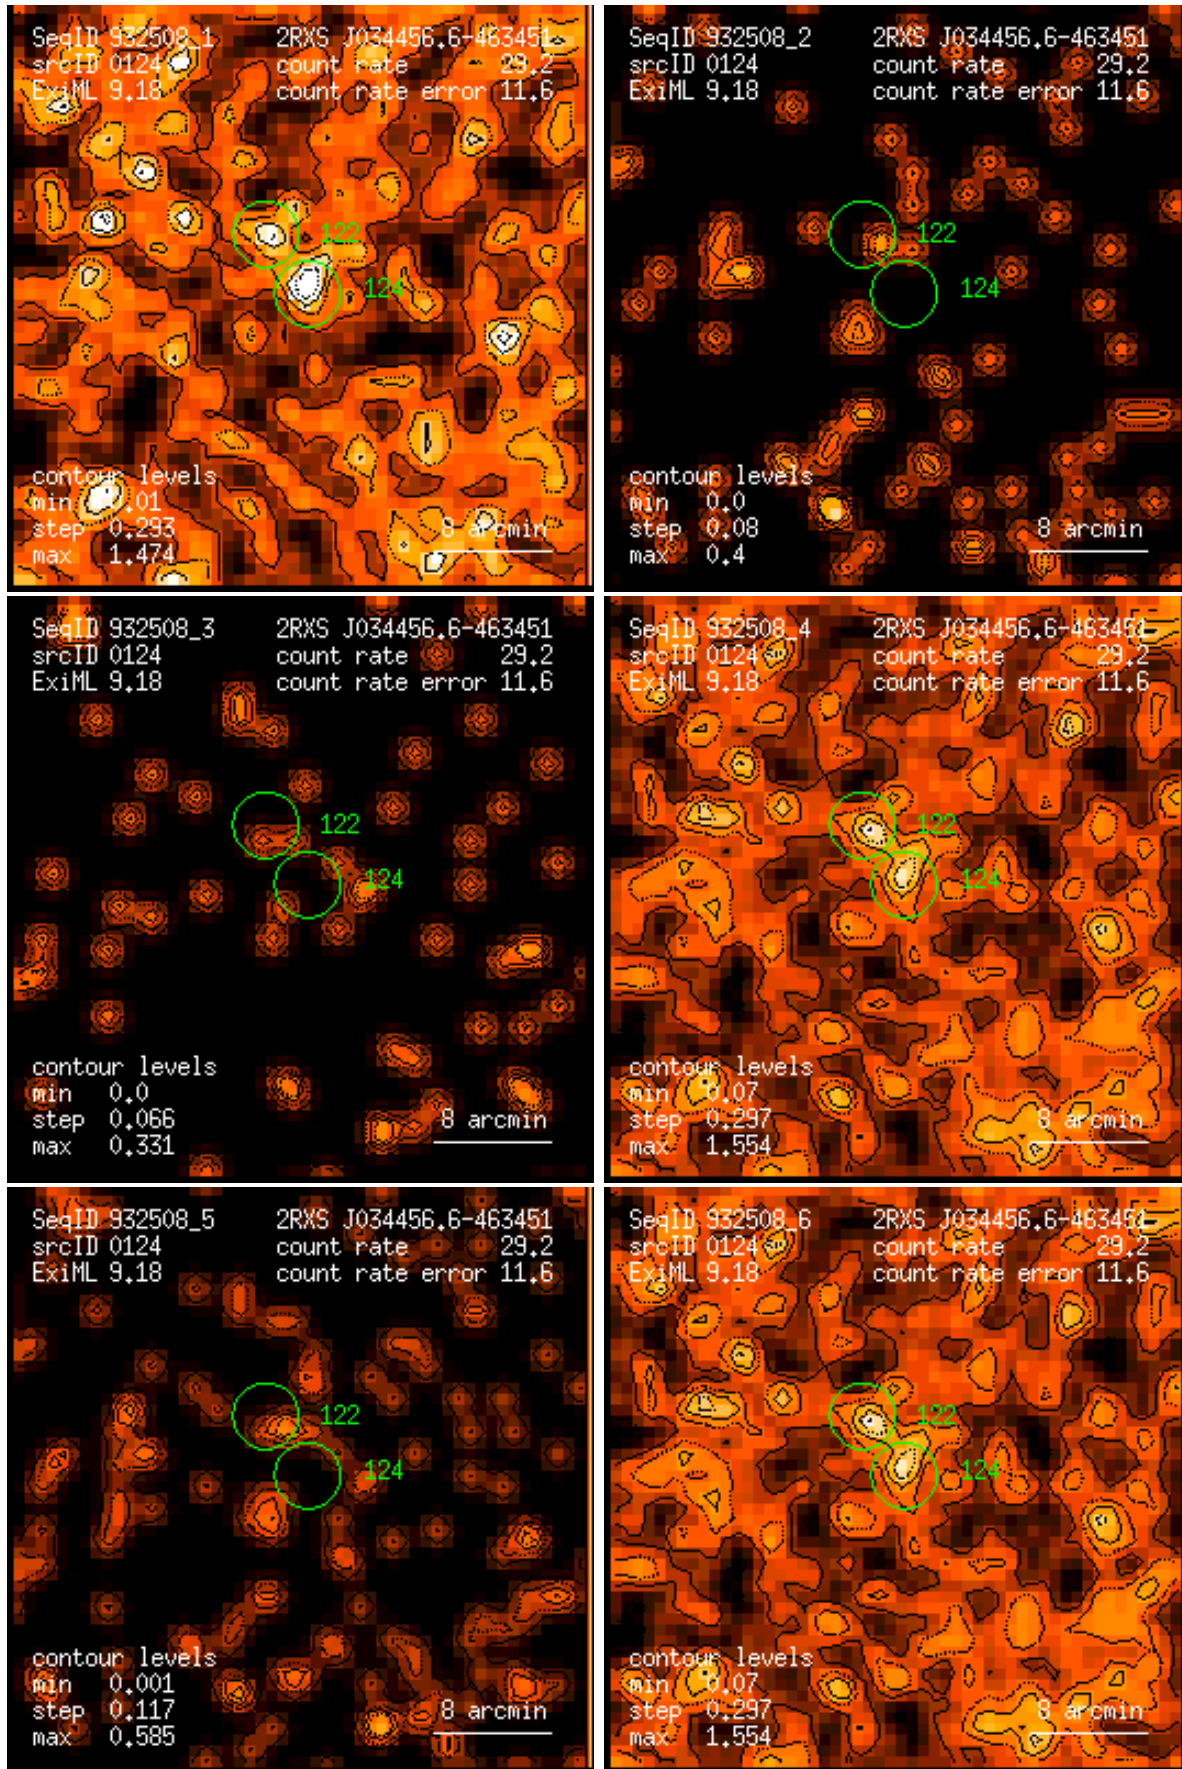 SeqID 932508_1 2RXS J034456.6-463451
srcID 0124 count rate 29.2
ExiML 9.18 count rate error 11.6
122
124
contour levels
min 0.01
step 0.293
max 1.474
8 arcmin
SeqID 932508_2 2RXS J034456.6-463451
srcID 0124 count rate 29.2
ExiML 9.18 count rate error 11.6
122
124
contour levels
min 0.0
step 0.08
max 0.4
8 arcmin
SeqID 932508_3 2RXS J034456.6-463451
srcID 0124 count rate 29.2
ExiML 9.18 count rate error 11.6
122
124
contour levels
min 0.0
step 0.066
max 0.331
8 arcmin
SeqID 932508_4 2RXS J034456.6-463451
srcID 0124 count rate 29.2
ExiML 9.18 count rate error 11.6
122
124
contour levels
min 0.07
step 0.297
max 1.554
8 arcmin
SeqID 932508_5 2RXS J034456.6-463451
srcID 0124 count rate 29.2
ExiML 9.18 count rate error 11.6
122
124
contour levels
min 0.001
step 0.117
max 0.585
8 arcmin
SeqID 932508_6 2RXS J034456.6-463451
srcID 0124 count rate 29.2
ExiML 9.18 count rate error 11.6
122
124
contour levels
min 0.07
step 0.297
max 1.554
8 arcmin